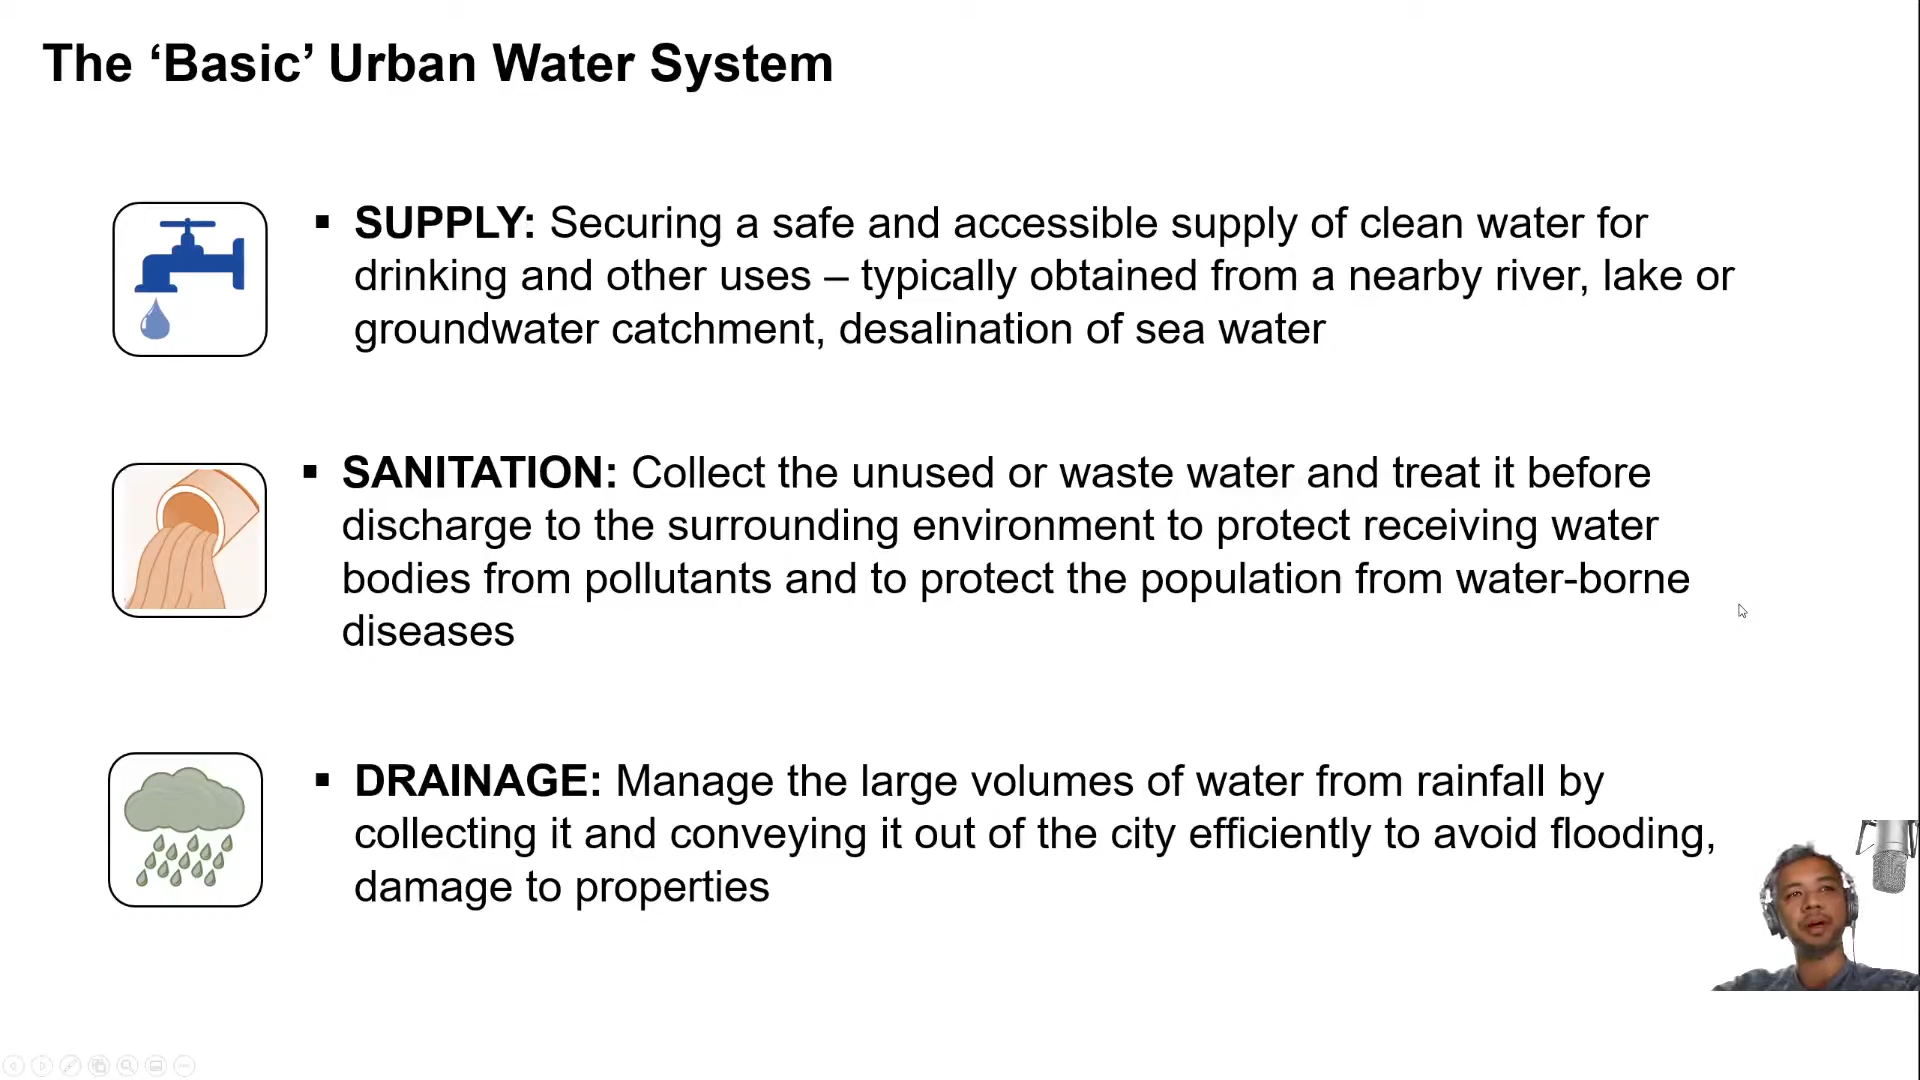 The ‘Basic’ Urban Water System
▪ SUPPLY: Securing a safe and accessible supply of clean water for
drinking and other uses – typically obtained from a nearby river, lake or
groundwater catchment, desalination of sea water
▪ SANITATION: Collect the unused or waste water and treat it before
discharge to the surrounding environment to protect receiving water
bodies from pollutants and to protect the population from water-borne
diseases
▪ DRAINAGE: Manage the large volumes of water from rainfall by
collecting it and conveying it out of the city efficiently to avoid flooding,
damage to properties